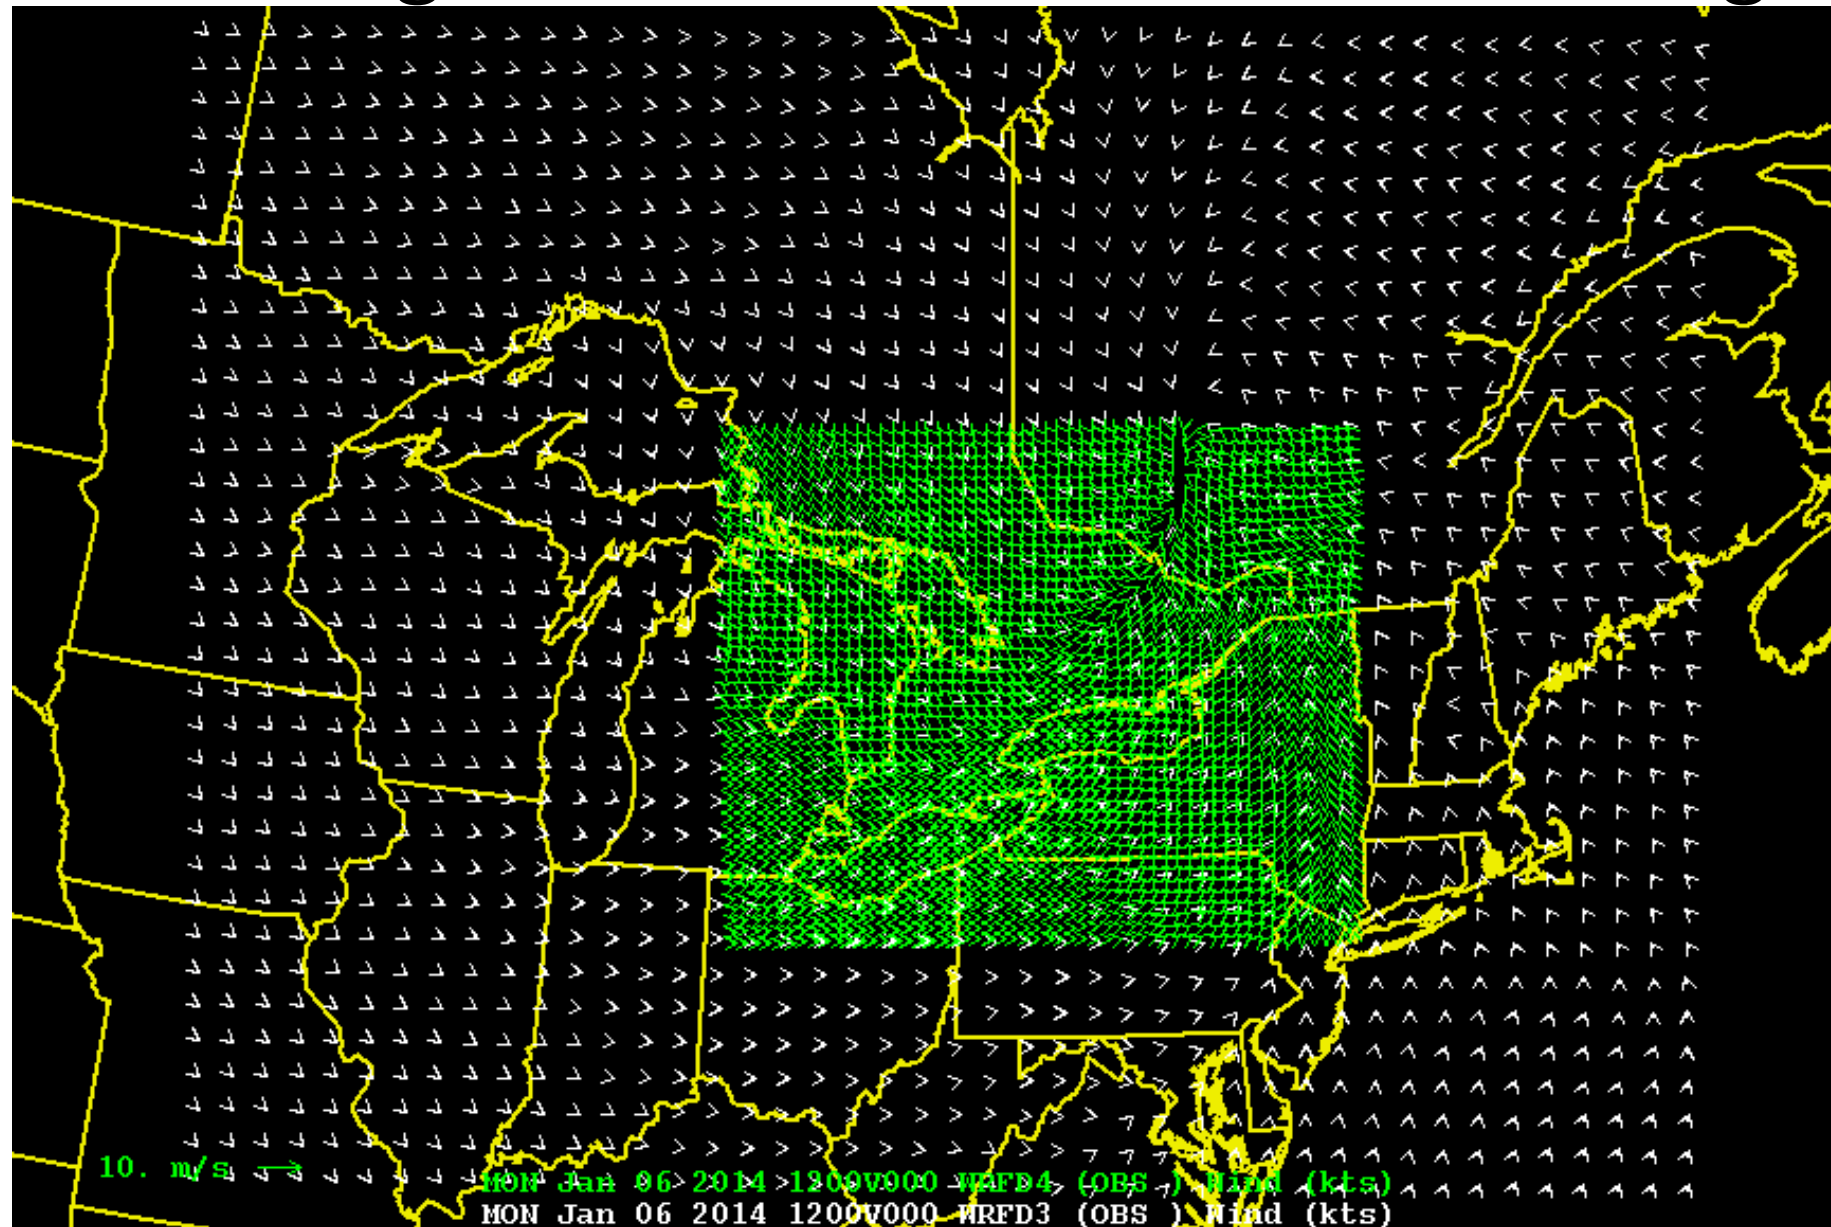 10. m/s
MON Jan 06 2014 1200V000 WRFD4 (OBS ) Wind (kts)
MON Jan 06 2014 1200V000 WRFD3 (OBS ) Wind (kts)